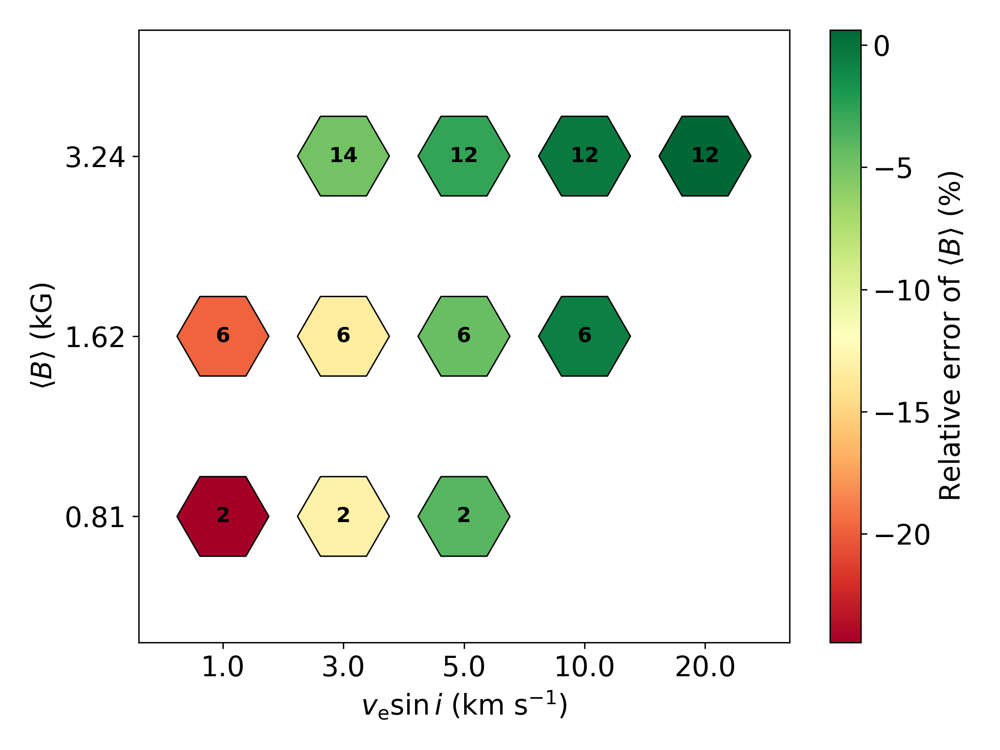 3.24
1.62
0.81
⟨B⟩ (kG)
14 12 12 12
6 6 6 6
2 2 2
1.0 3.0 5.0 10.0 20.0
vₑsin i (km s⁻¹)
0
−5
−10
−15
−20
Relative error of ⟨B⟩ (%)